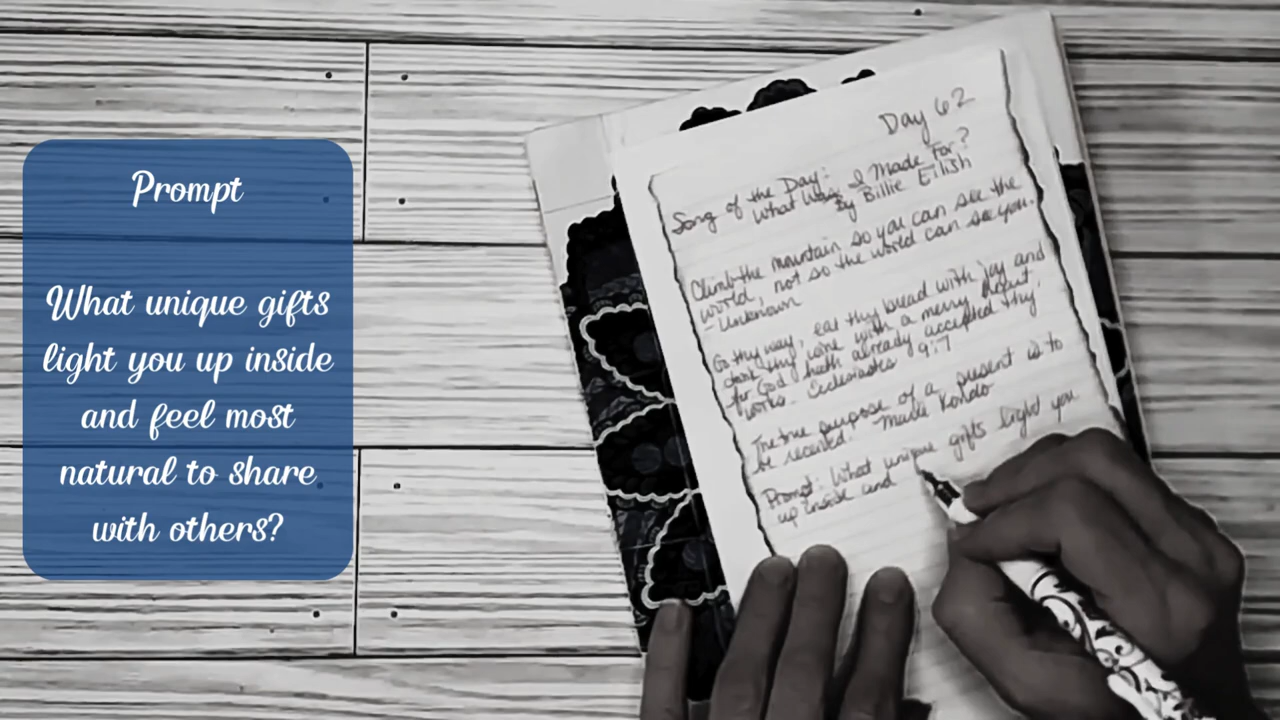 Prompt
What unique gifts
light you up inside
and feel most
natural to share
with others?
Day 62
Song of the Day:
What Was I Made For?
By Billie Eilish
Climb the mountain so you can see the
world, not so the world can see you.
- Unknown
Go thy way, eat thy bread with joy and
drink thy wine with a merry heart,
for God hath already accepted thy
works. Ecclesiastes 9:7
The true purpose of a present is to
be received. - Marie Kondo
Prompt: What unique gifts light you
up inside and